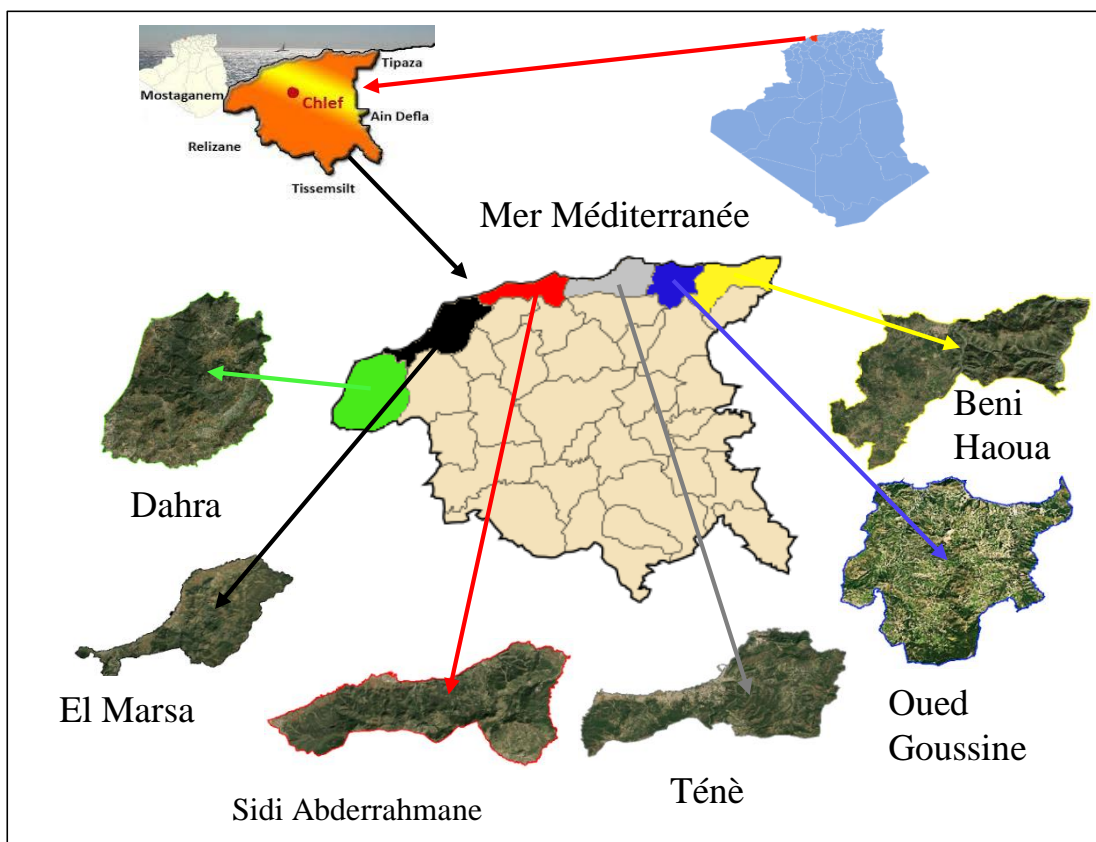 Tipaza
Mostaganem
Chlef
Ain Defla
Relizane
Tissemsilt
Mer Méditerranée
Beni
Haoua
Dahra
El Marsa
Oued
Goussine
Ténè
Sidi Abderrahmane